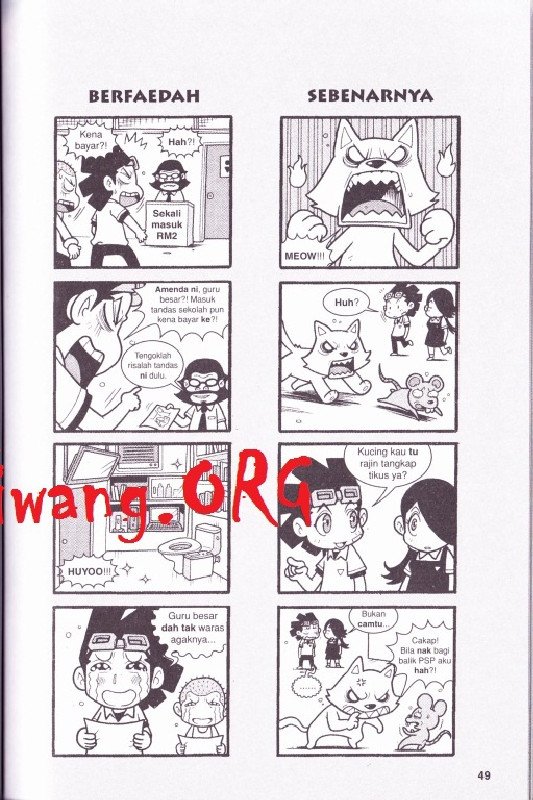 BERFAEDAH
Kena
bayar?!
Hah?!
Sekali
masuk
RM2
Amenda ni, guru
besar?! Masuk
tandas sekolah pun
kena bayar ke?!
Tengoklah
risalah tandas
ni dulu.
HUYOO!!!
Guru besar
dah tak waras
agaknya....
SEBENARNYA
MEOW!!!
Huh?
Kucing kau tu
rajin tangkap
tikus ya?
Bukan
camtu...
..........
Cakap!
Bila nak bagi
balik PSP aku
hah?!
iwang.ORG
49